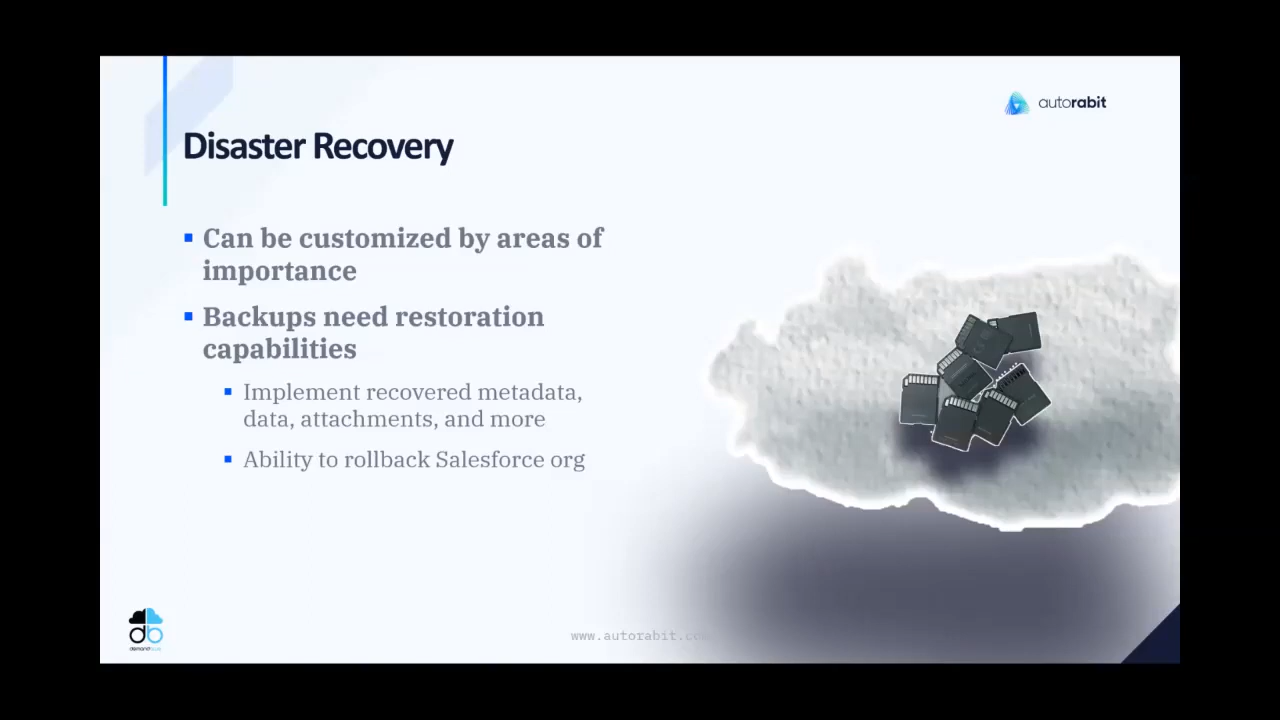 autorabit
Disaster Recovery
Can be customized by areas of
importance
Backups need restoration
capabilities
Implement recovered metadata,
data, attachments, and more
Ability to rollback Salesforce org
db
www.autorabit.com